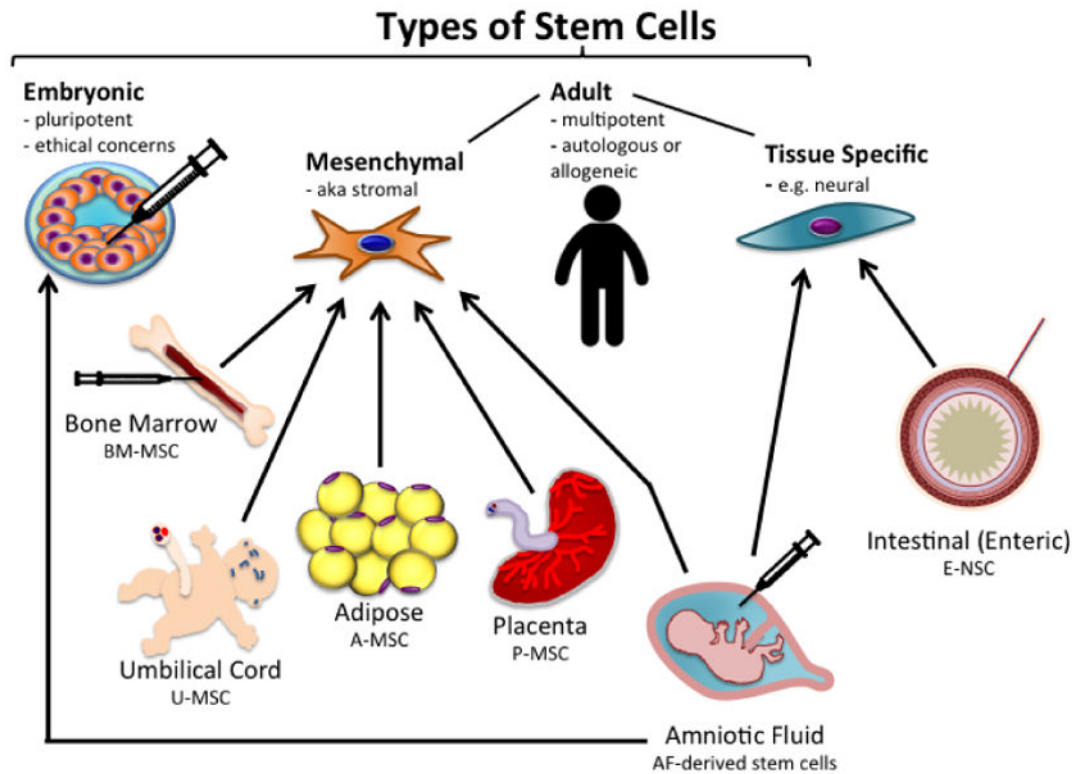 Types of Stem Cells
Embryonic
- pluripotent
- ethical concerns
Adult
- multipotent
- autologous or
allogeneic
Mesenchymal
- aka stromal
Tissue Specific
- e.g. neural
Bone Marrow
BM-MSC
Umbilical Cord
U-MSC
Adipose
A-MSC
Placenta
P-MSC
Amniotic Fluid
AF-derived stem cells
Intestinal (Enteric)
E-NSC